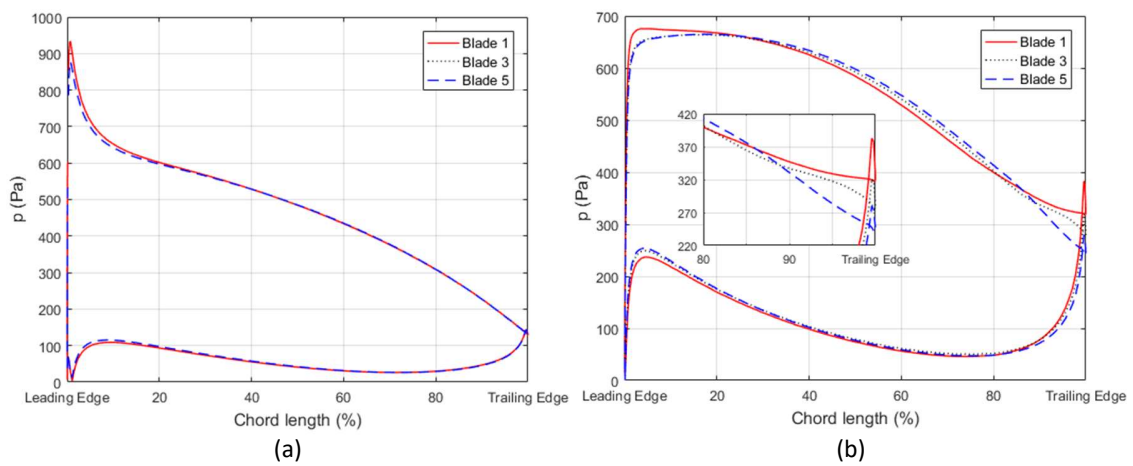 1000
900
800
700
600
500
400
300
200
100
0
p (Pa)
Blade 1
Blade 3
Blade 5
Leading Edge 20 40 60 80 Trailing Edge
Chord length (%)
(a)
700
600
500
400
300
200
100
0
p (Pa)
Blade 1
Blade 3
Blade 5
420
370
320
270
220
80 90 Trailing Edge
Leading Edge 20 40 60 80 Trailing Edge
Chord length (%)
(b)